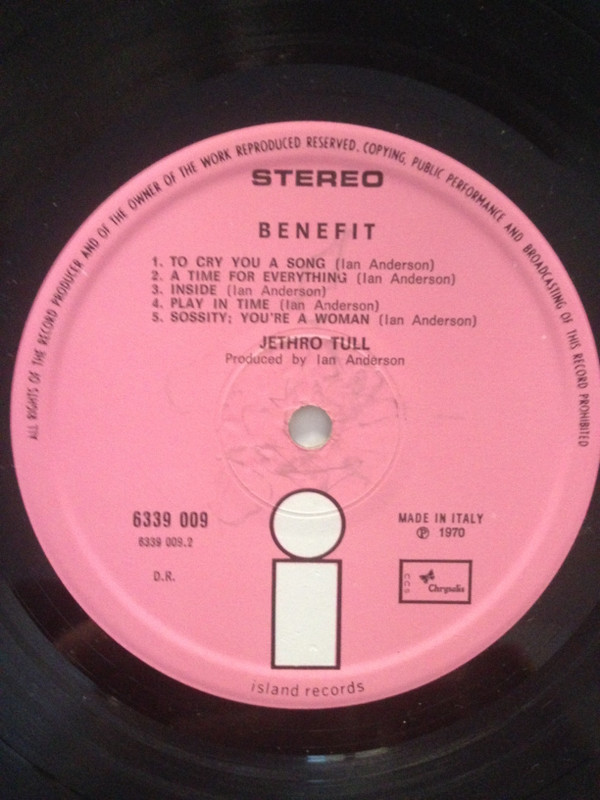 ALL RIGHTS OF THE RECORD PRODUCER AND OF THE OWNER OF THE WORK REPRODUCED RESERVED. COPYING, PUBLIC PERFORMANCE AND BROADCASTING OF THIS RECORD PROHIBITED
STEREO
BENEFIT
1. TO CRY YOU A SONG (Ian Anderson)
2. A TIME FOR EVERYTHING (Ian Anderson)
3. INSIDE (Ian Anderson)
4. PLAY IN TIME (Ian Anderson)
5. SOSSITY; YOU'RE A WOMAN (Ian Anderson)
JETHRO TULL
Produced by Ian Anderson
6339 009
6339 009.2
D.R.
MADE IN ITALY
℗ 1970
Chrysalis
i
island records